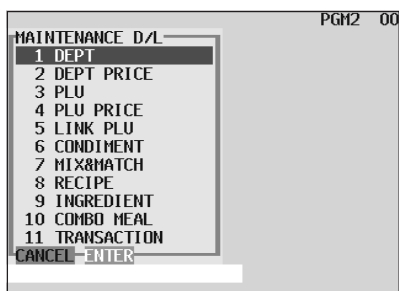 PGM2 00
MAINTENANCE D/L
1 DEPT
2 DEPT PRICE
3 PLU
4 PLU PRICE
5 LINK PLU
6 CONDIMENT
7 MIX&MATCH
8 RECIPE
9 INGREDIENT
10 COMBO MEAL
11 TRANSACTION
CANCEL ENTER